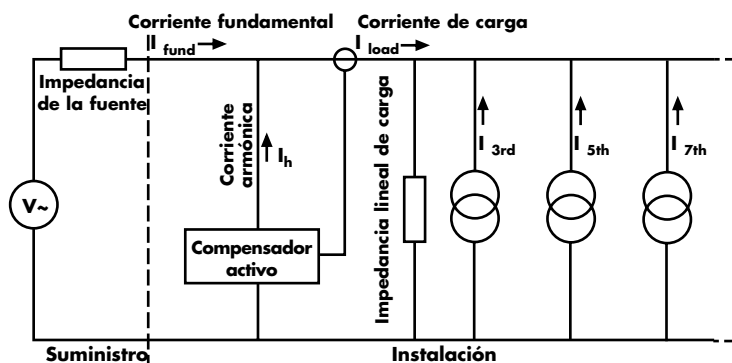 Corriente fundamental
I fund
Corriente de carga
I load
Impedancia
de la fuente
Corriente
armónica
I h
Impedancia lineal de carga
I 3rd
I 5th
I 7th
V~
Compensador
activo
Suministro
Instalación